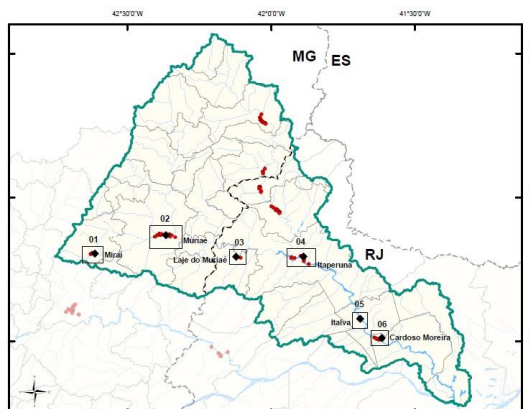 42°30'0"W
42°0'0"W
41°30'0"W
MG
ES
01
Miraí
02
Muriaé
03
Laje do Muriaé
04
Itaperuna
RJ
05
Italva
06
Cardoso Moreira